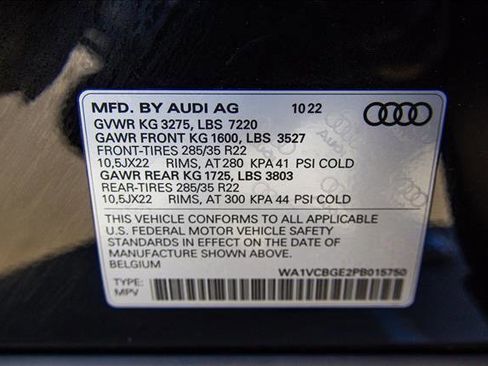 MFD. BY AUDI AG 10 22
GVWR KG 3275, LBS 7220
GAWR FRONT KG 1600, LBS 3527
FRONT-TIRES 285/35 R22
10,5JX22 RIMS, AT 280 KPA 41 PSI COLD
GAWR REAR KG 1725, LBS 3803
REAR-TIRES 285/35 R22
10,5JX22 RIMS, AT 300 KPA 44 PSI COLD
THIS VEHICLE CONFORMS TO ALL APPLICABLE
U.S. FEDERAL MOTOR VEHICLE SAFETY
STANDARDS IN EFFECT ON THE DATE OF
MANUFACTURE SHOWN ABOVE.
BELGIUM
WA1VCBGE2PB015750
TYPE:
MPV